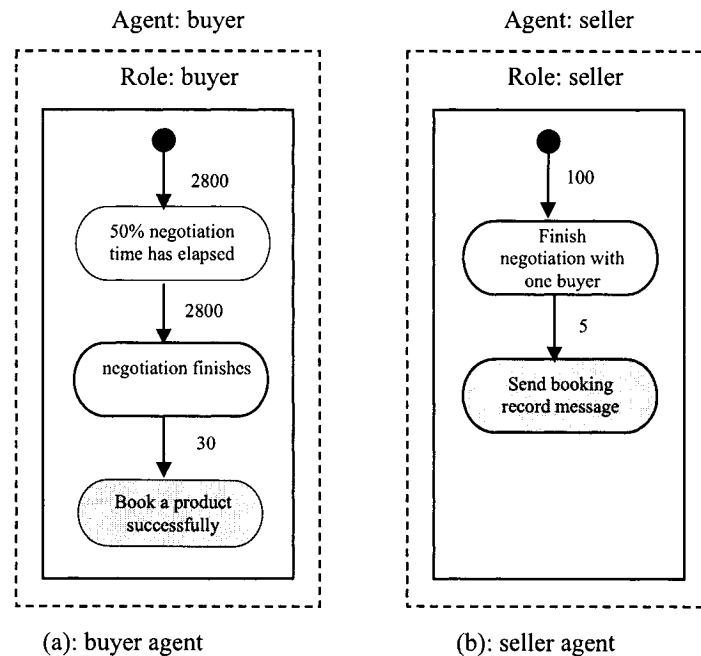 Agent: buyer
Role: buyer
2800
50% negotiation
time has elapsed
2800
negotiation finishes
30
Book a product
successfully
(a): buyer agent
Agent: seller
Role: seller
100
Finish
negotiation with
one buyer
5
Send booking
record message
(b): seller agent